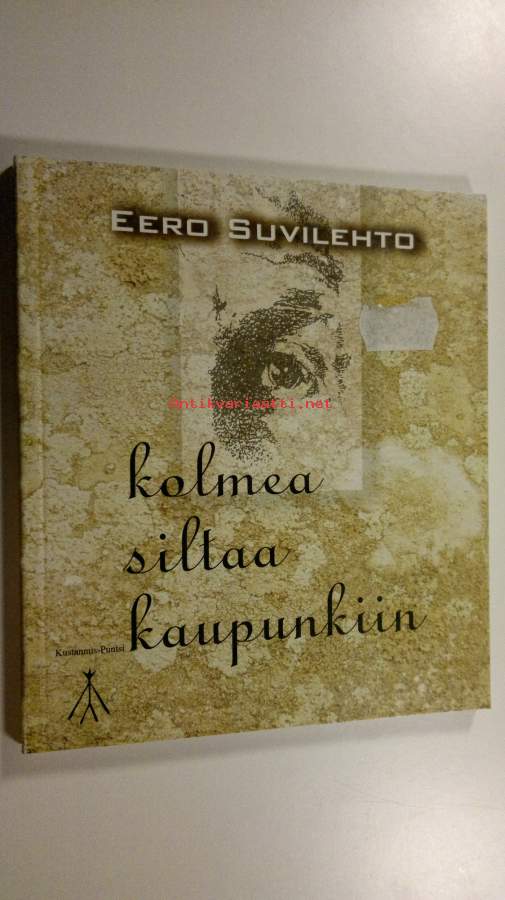 EERO SUVILEHTO
Antikvariaatti.net
kolmea
siltaa
kaupunkiin
Kustannus-Puntsi